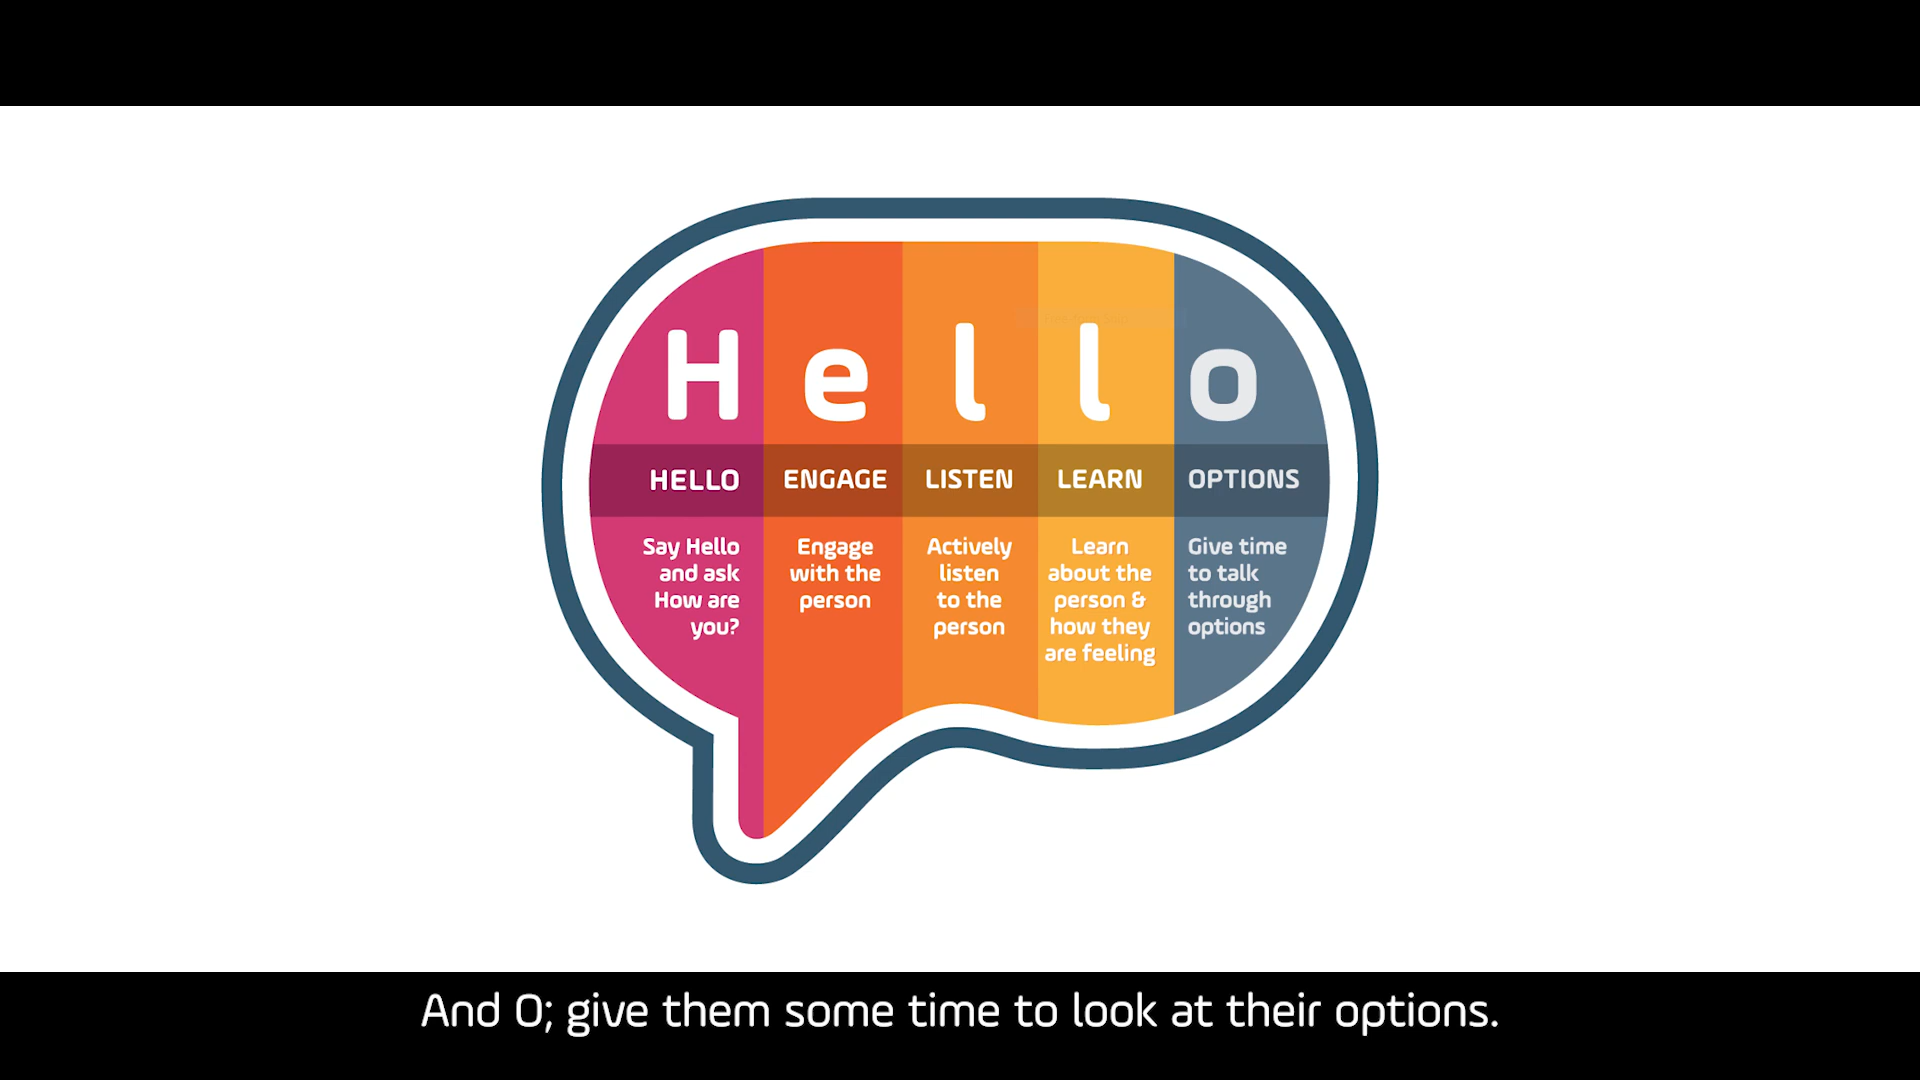 Hello
HELLO ENGAGE LISTEN LEARN OPTIONS
Say Hello
and ask
How are
you?
Engage
with the
person
Actively
listen
to the
person
Learn
about the
person &
how they
are feeling
Give time
to talk
through
options
And O; give them some time to look at their options.